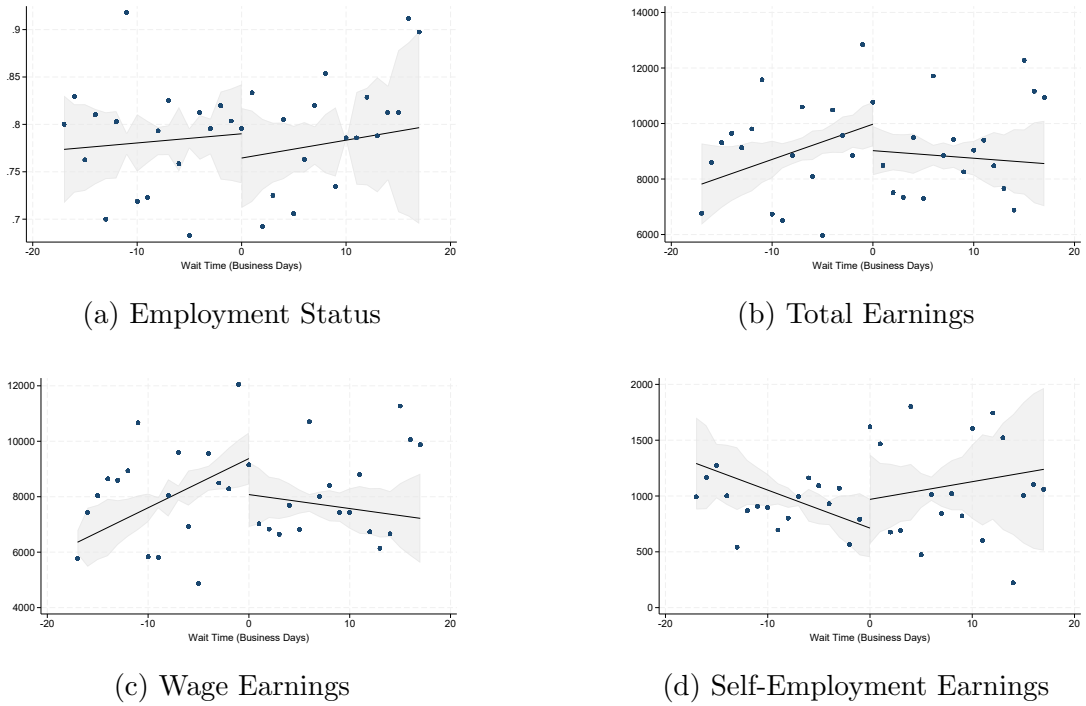 .9
.85
.8
.75
.7
-20 -10 0 10 20
Wait Time (Business Days)
(a) Employment Status
14000
12000
10000
8000
6000
-20 -10 0 10 20
Wait Time (Business Days)
(b) Total Earnings
12000
10000
8000
6000
4000
-20 -10 0 10 20
Wait Time (Business Days)
(c) Wage Earnings
2000
1500
1000
500
0
-20 -10 0 10 20
Wait Time (Business Days)
(d) Self-Employment Earnings